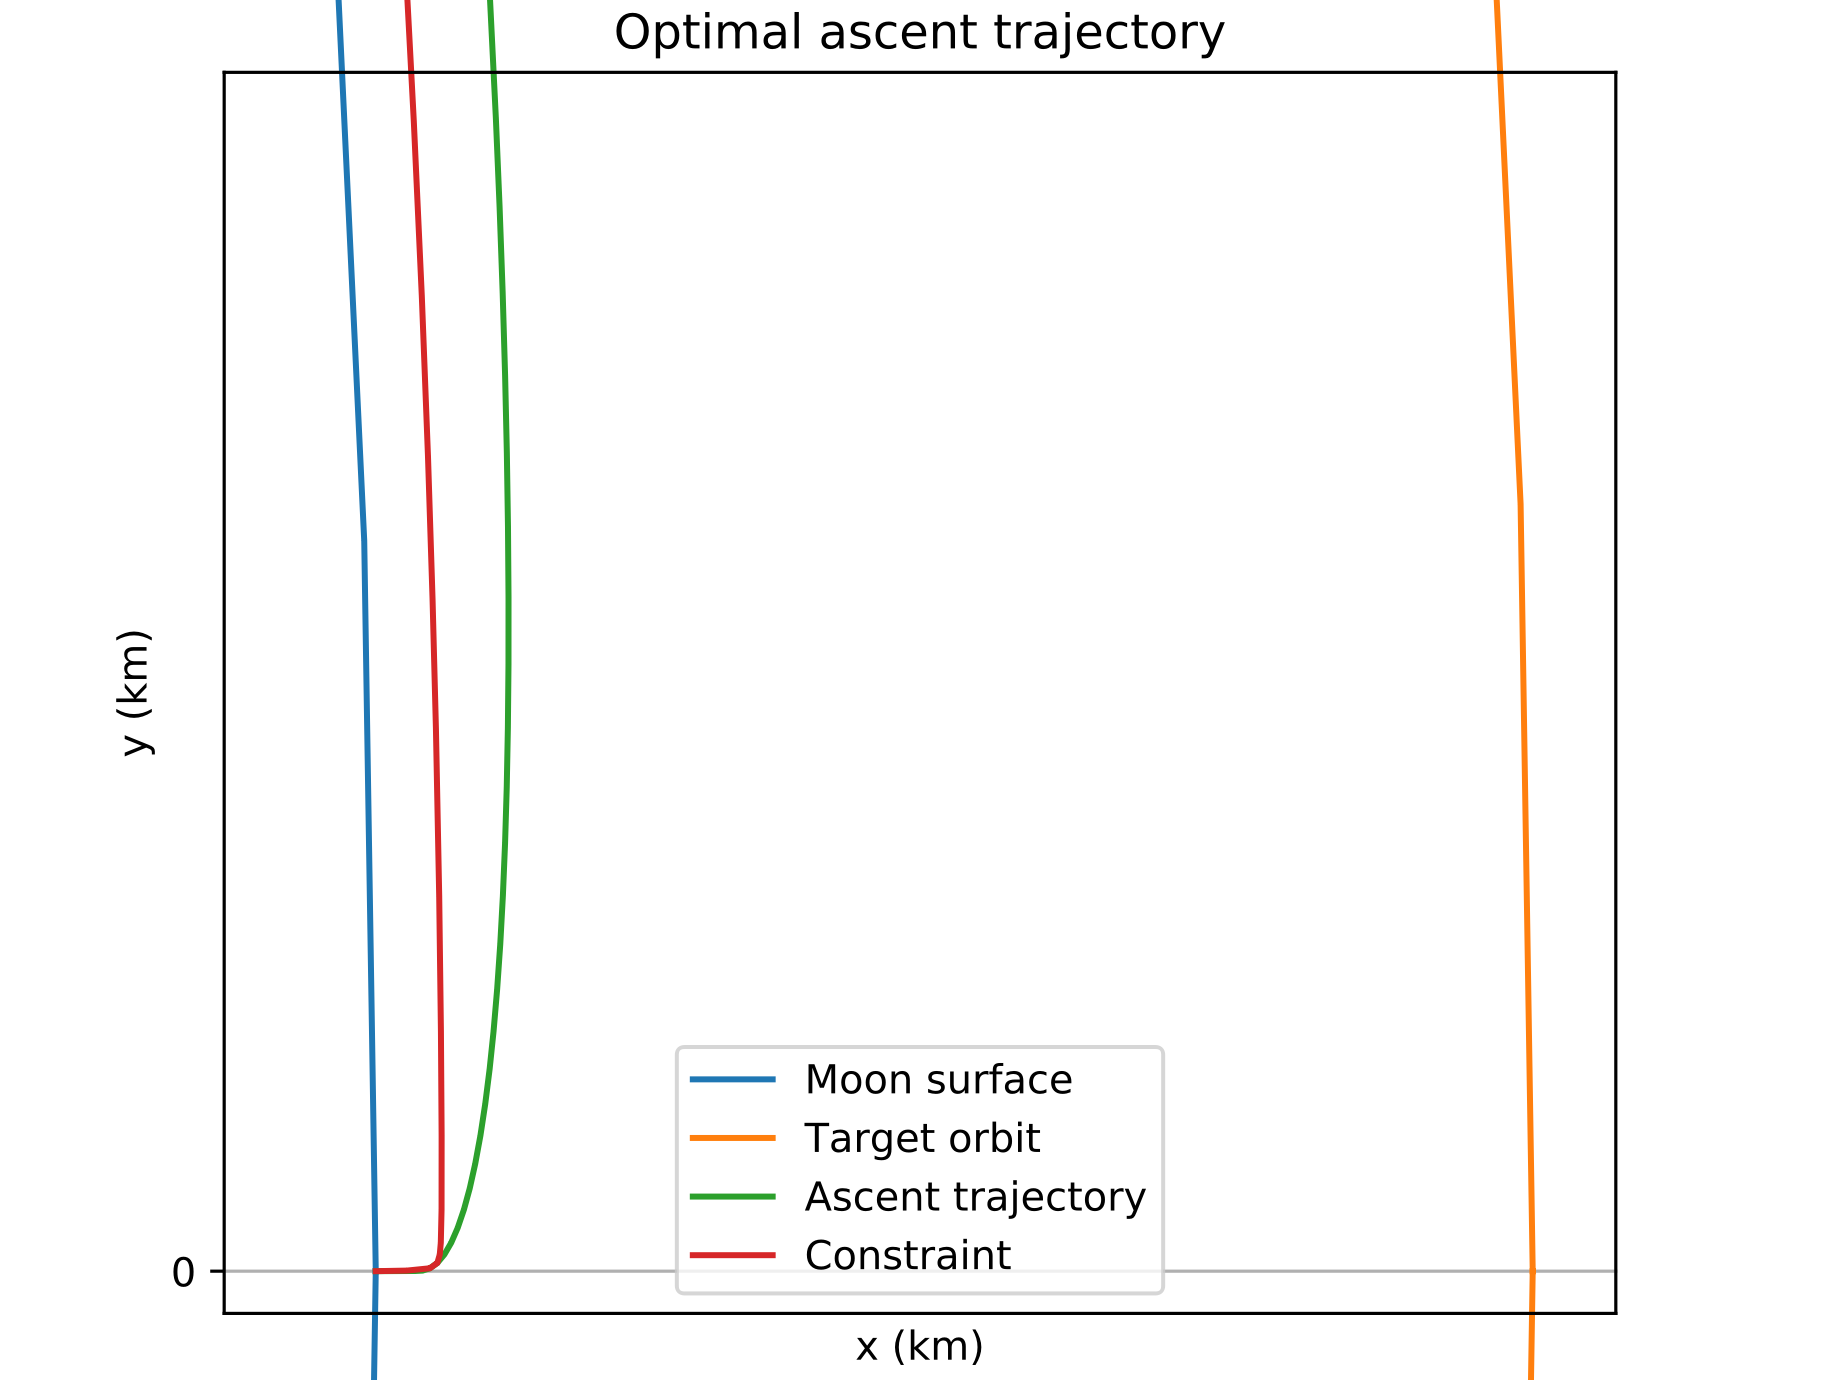 Optimal ascent trajectory
y (km)
Moon surface
Target orbit
Ascent trajectory
Constraint
0
x (km)